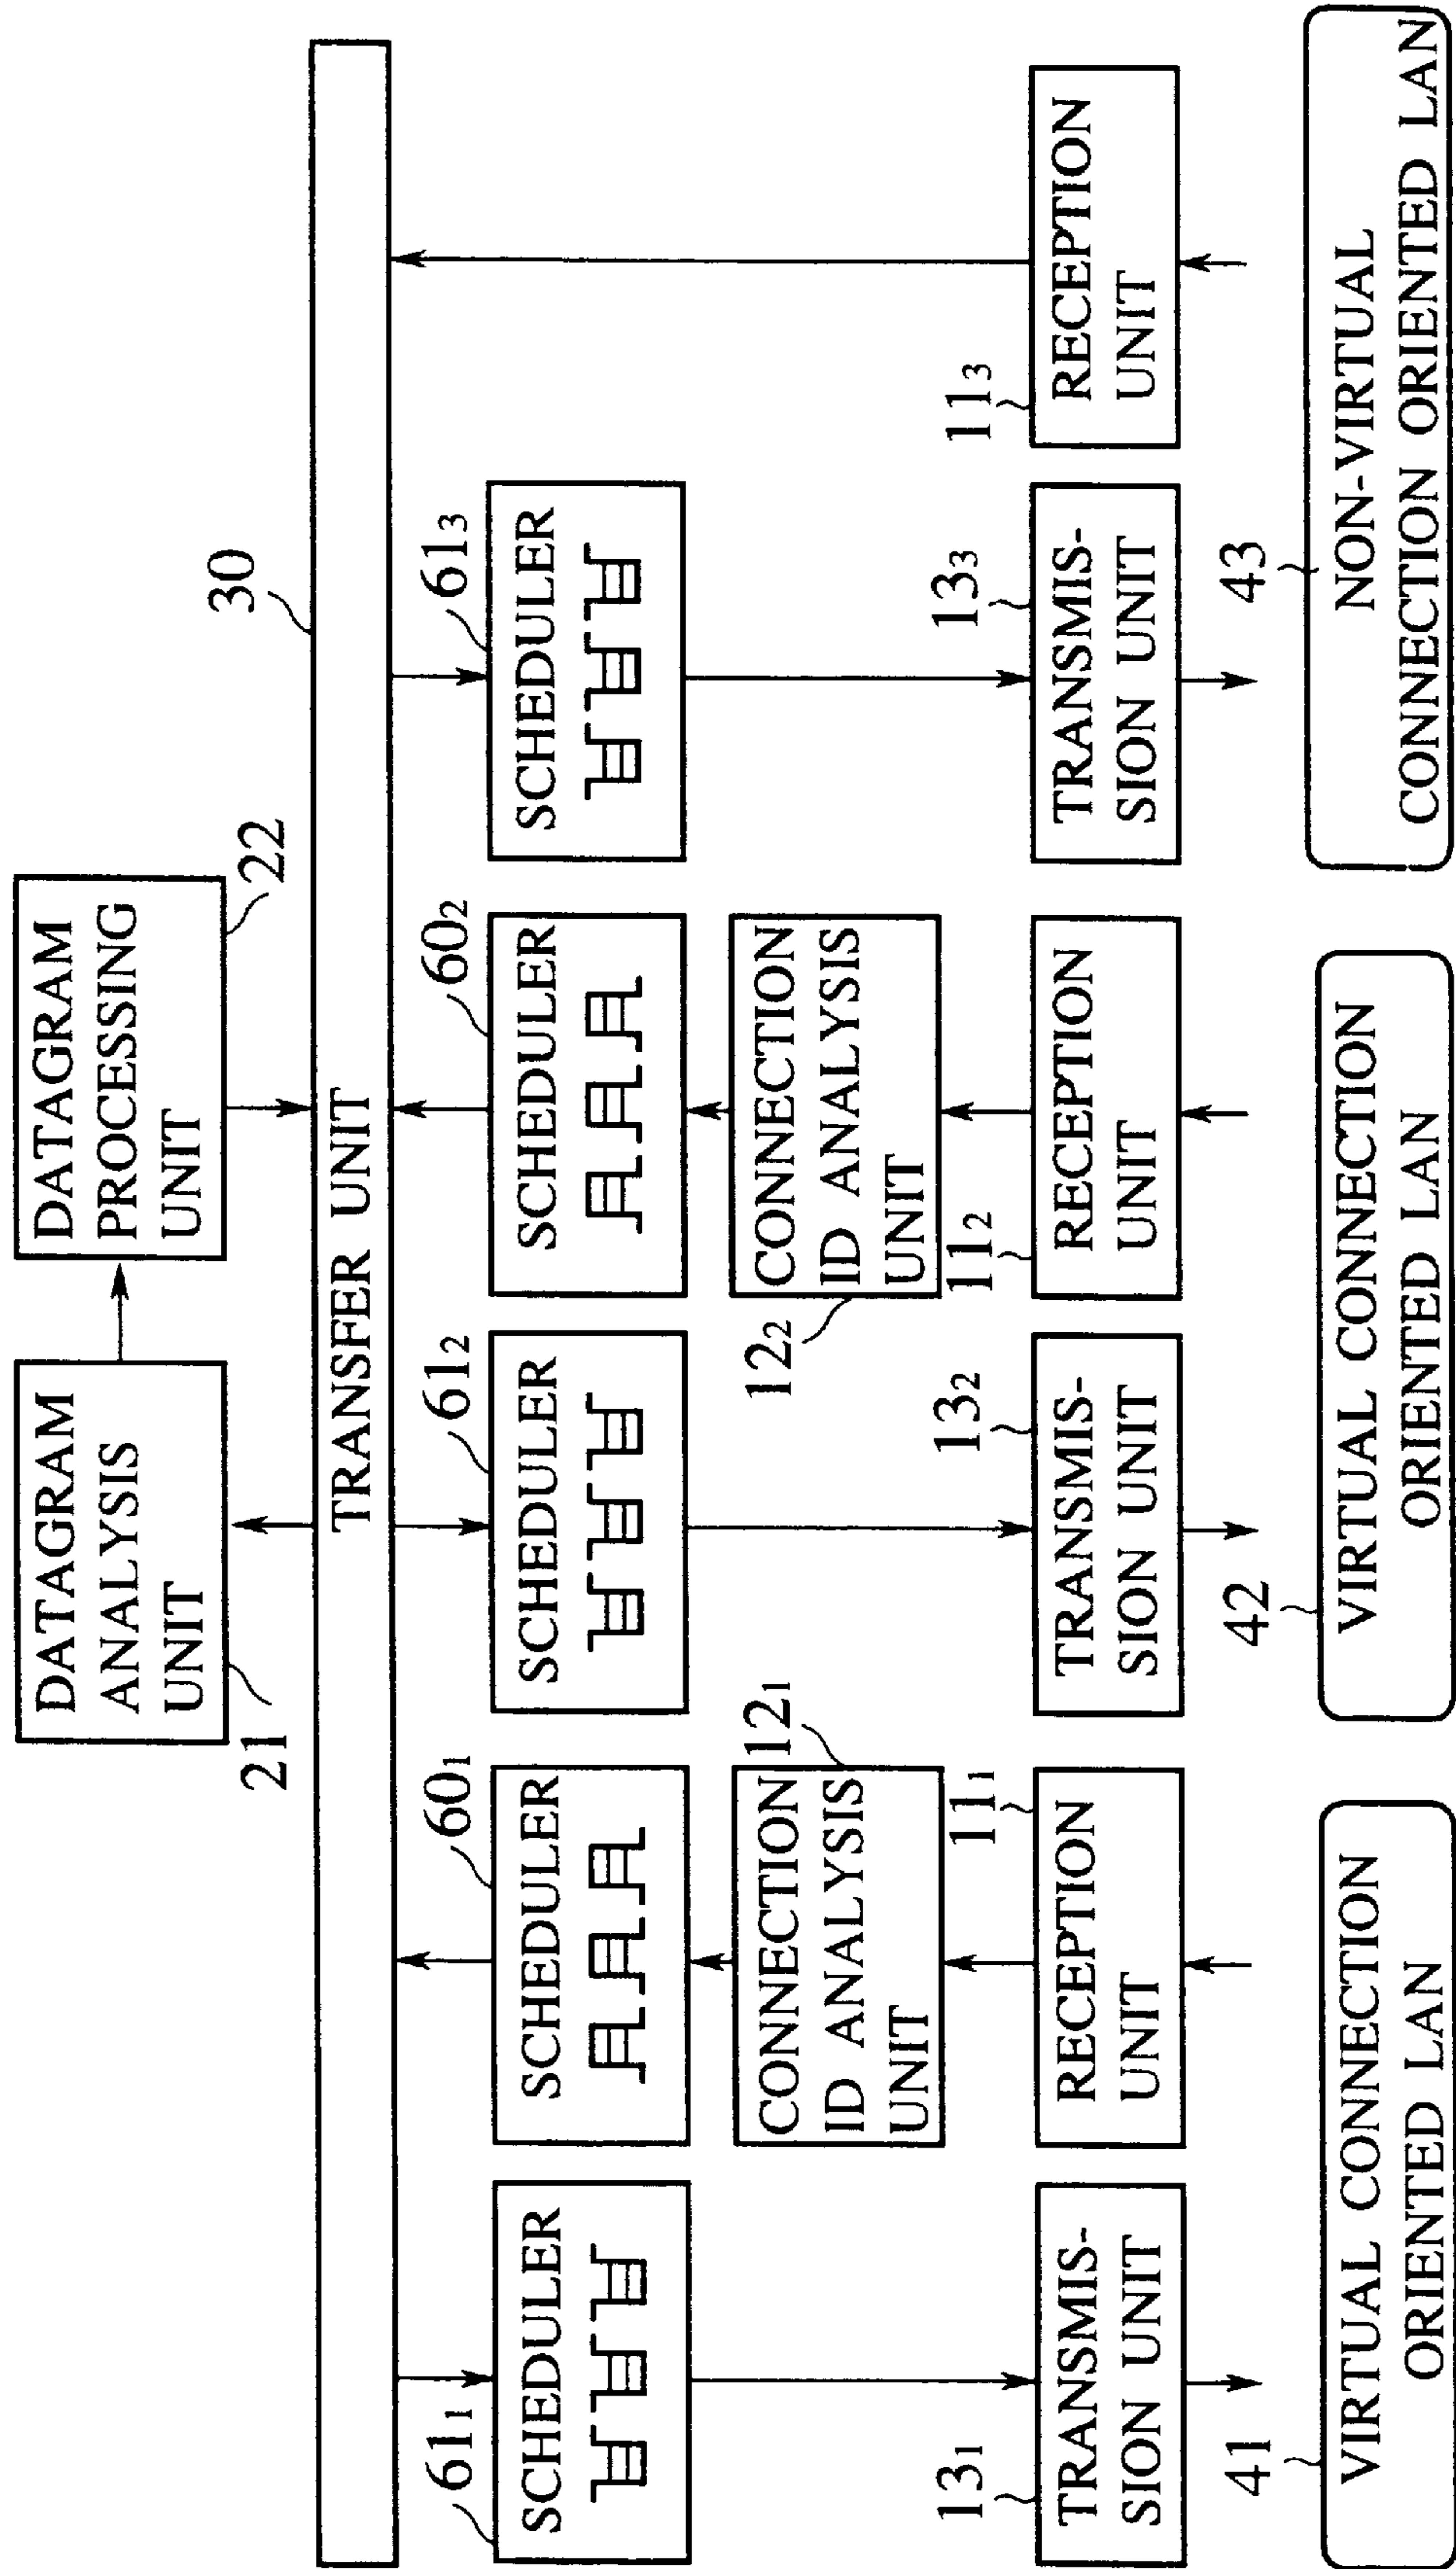 DATAGRAM
ANALYSIS
UNIT
21
DATAGRAM
PROCESSING
UNIT
22
30
TRANSFER UNIT
61₁
SCHEDULER
60₁
SCHEDULER
61₂
SCHEDULER
60₂
SCHEDULER
61₃
SCHEDULER
12₁
CONNECTION
ID ANALYSIS
UNIT
12₂
CONNECTION
ID ANALYSIS
UNIT
13₁
TRANSMIS-
SION UNIT
11₁
RECEPTION
UNIT
13₂
TRANSMIS-
SION UNIT
11₂
RECEPTION
UNIT
13₃
TRANSMIS-
SION UNIT
11₃
RECEPTION
UNIT
41
VIRTUAL CONNECTION
ORIENTED LAN
42
VIRTUAL CONNECTION
ORIENTED LAN
43
NON-VIRTUAL
CONNECTION ORIENTED LAN